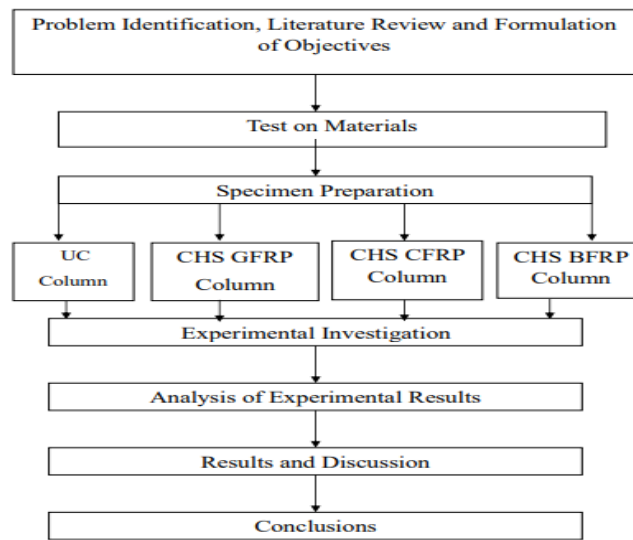 Problem Identification, Literature Review and Formulation
of Objectives
Test on Materials
Specimen Preparation
UC
Column
CHS GFRP
Column
CHS CFRP
Column
CHS BFRP
Column
Experimental Investigation
Analysis of Experimental Results
Results and Discussion
Conclusions